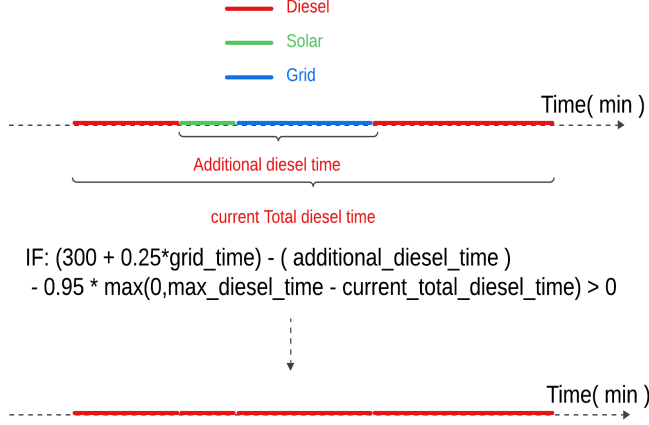 Diesel
Solar
Grid
Time( min )
Additional diesel time
current Total diesel time
IF: (300 + 0.25*grid_time) - ( additional_diesel_time )
- 0.95 * max(0,max_diesel_time - current_total_diesel_time) > 0
Time( min )